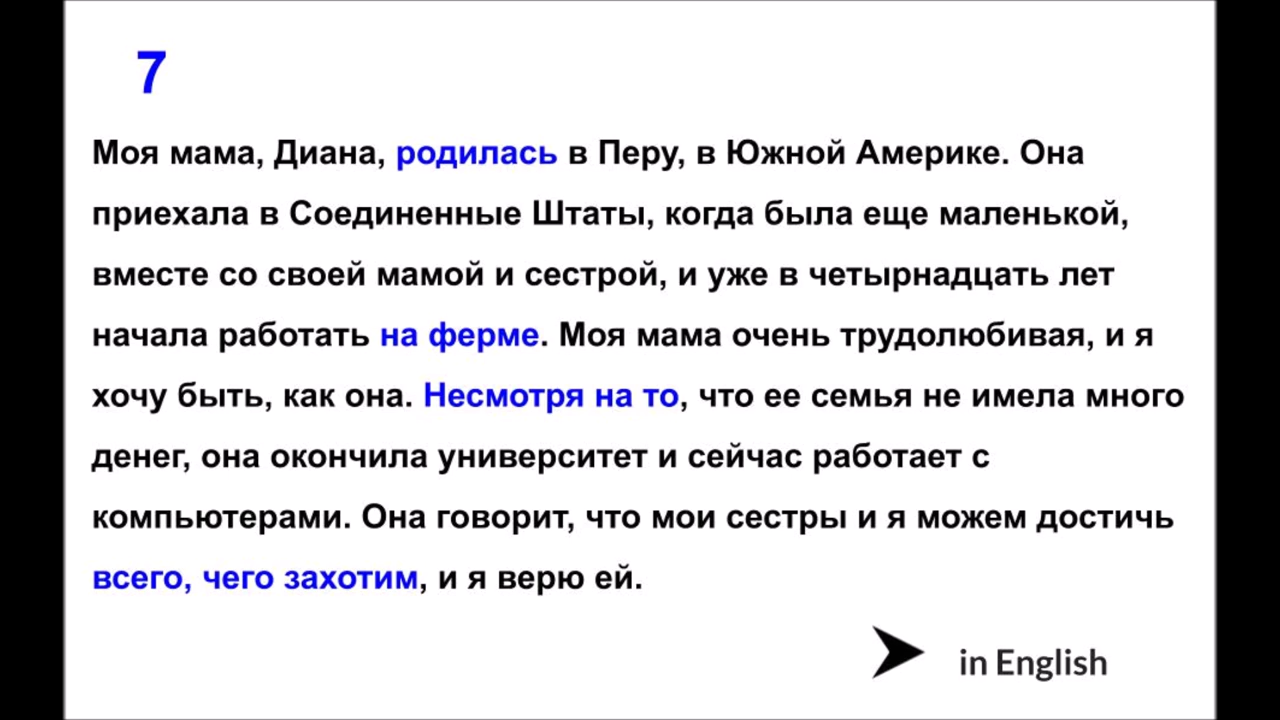 7
Моя мама, Диана, родилась в Перу, в Южной Америке. Она
приехала в Соединенные Штаты, когда была еще маленькой,
вместе со своей мамой и сестрой, и уже в четырнадцать лет
начала работать на ферме. Моя мама очень трудолюбивая, и я
хочу быть, как она. Несмотря на то, что ее семья не имела много
денег, она окончила университет и сейчас работает с
компьютерами. Она говорит, что мои сестры и я можем достичь
всего, чего захотим, и я верю ей.
in English